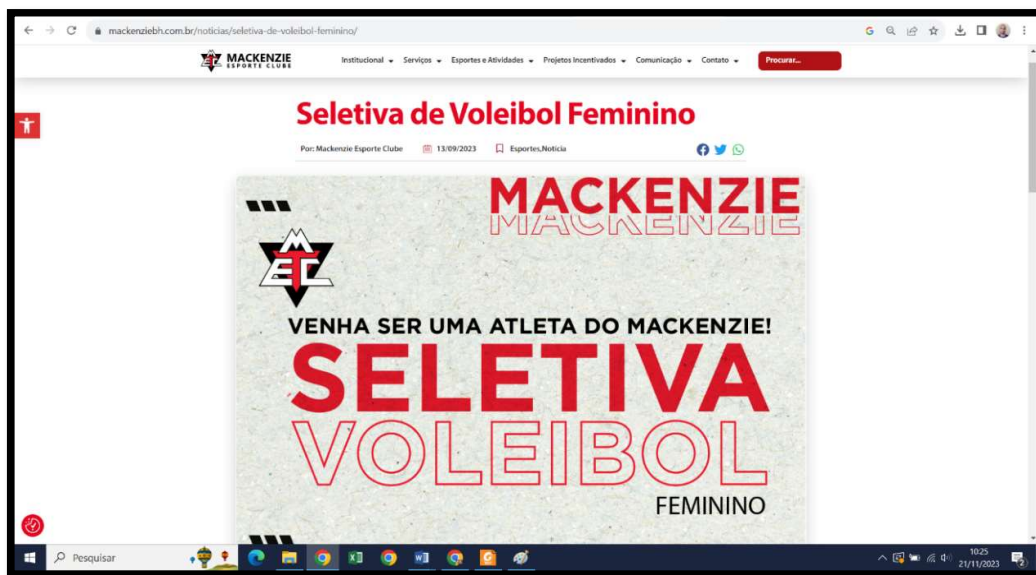 mackenziebh.com.br/noticias/seletiva-de-voleibol-feminino/
MACKENZIE
ESPORTE CLUBE
Institucional Serviços Esportes e Atividades Projetos Incentivados Comunicação Contato Procurar...
Seletiva de Voleibol Feminino
Por: Mackenzie Esporte Clube 13/09/2023 Esportes,Notícia
MACKENZIE
MACKENZIE
METC
VENHA SER UMA ATLETA DO MACKENZIE!
SELETIVA
VOLEIBOL
FEMININO
Pesquisar
10:25
21/11/2023